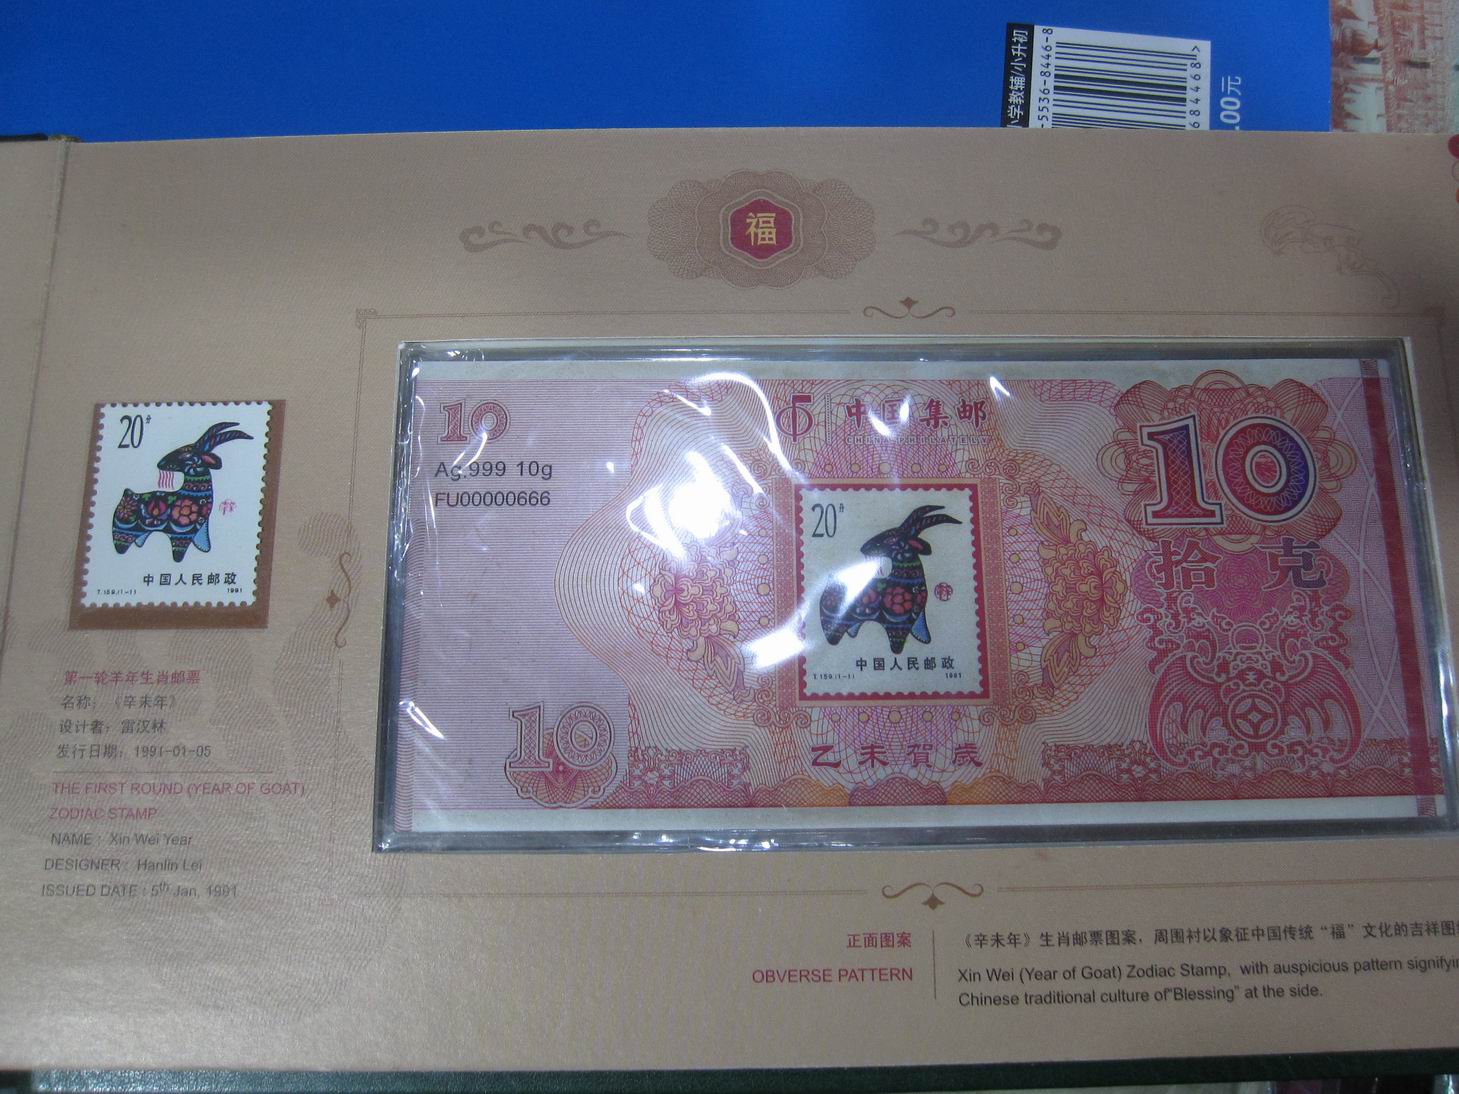 小学教辅/小升初
-5536-8446-8
684468>
.00元
福
20分
中国人民邮政
T.159.(1-1) 1991
第一轮羊年生肖邮票
名称：《辛未年》
设计者：雷汉林
发行日期：1991-01-05
THE FIRST ROUND (YEAR OF GOAT)
ZODIAC STAMP
NAME : Xin Wei Year
DESIGNER : Hanlin Lei
ISSUED DATE : 5th Jan, 1991
10
Ag.999 10g
FU00000666
中国集邮
CHINA PHILATELY
10
拾克
20分
中国人民邮政
T.159.(1-1) 1991
乙未賀歲
10
正面图案
OBVERSE PATTERN
《辛未年》生肖邮票图案，周围衬以象征中国传统“福”文化的吉祥图
Xin Wei (Year of Goat) Zodiac Stamp, with auspicious pattern signifyi
Chinese traditional culture of“Blessing” at the side.